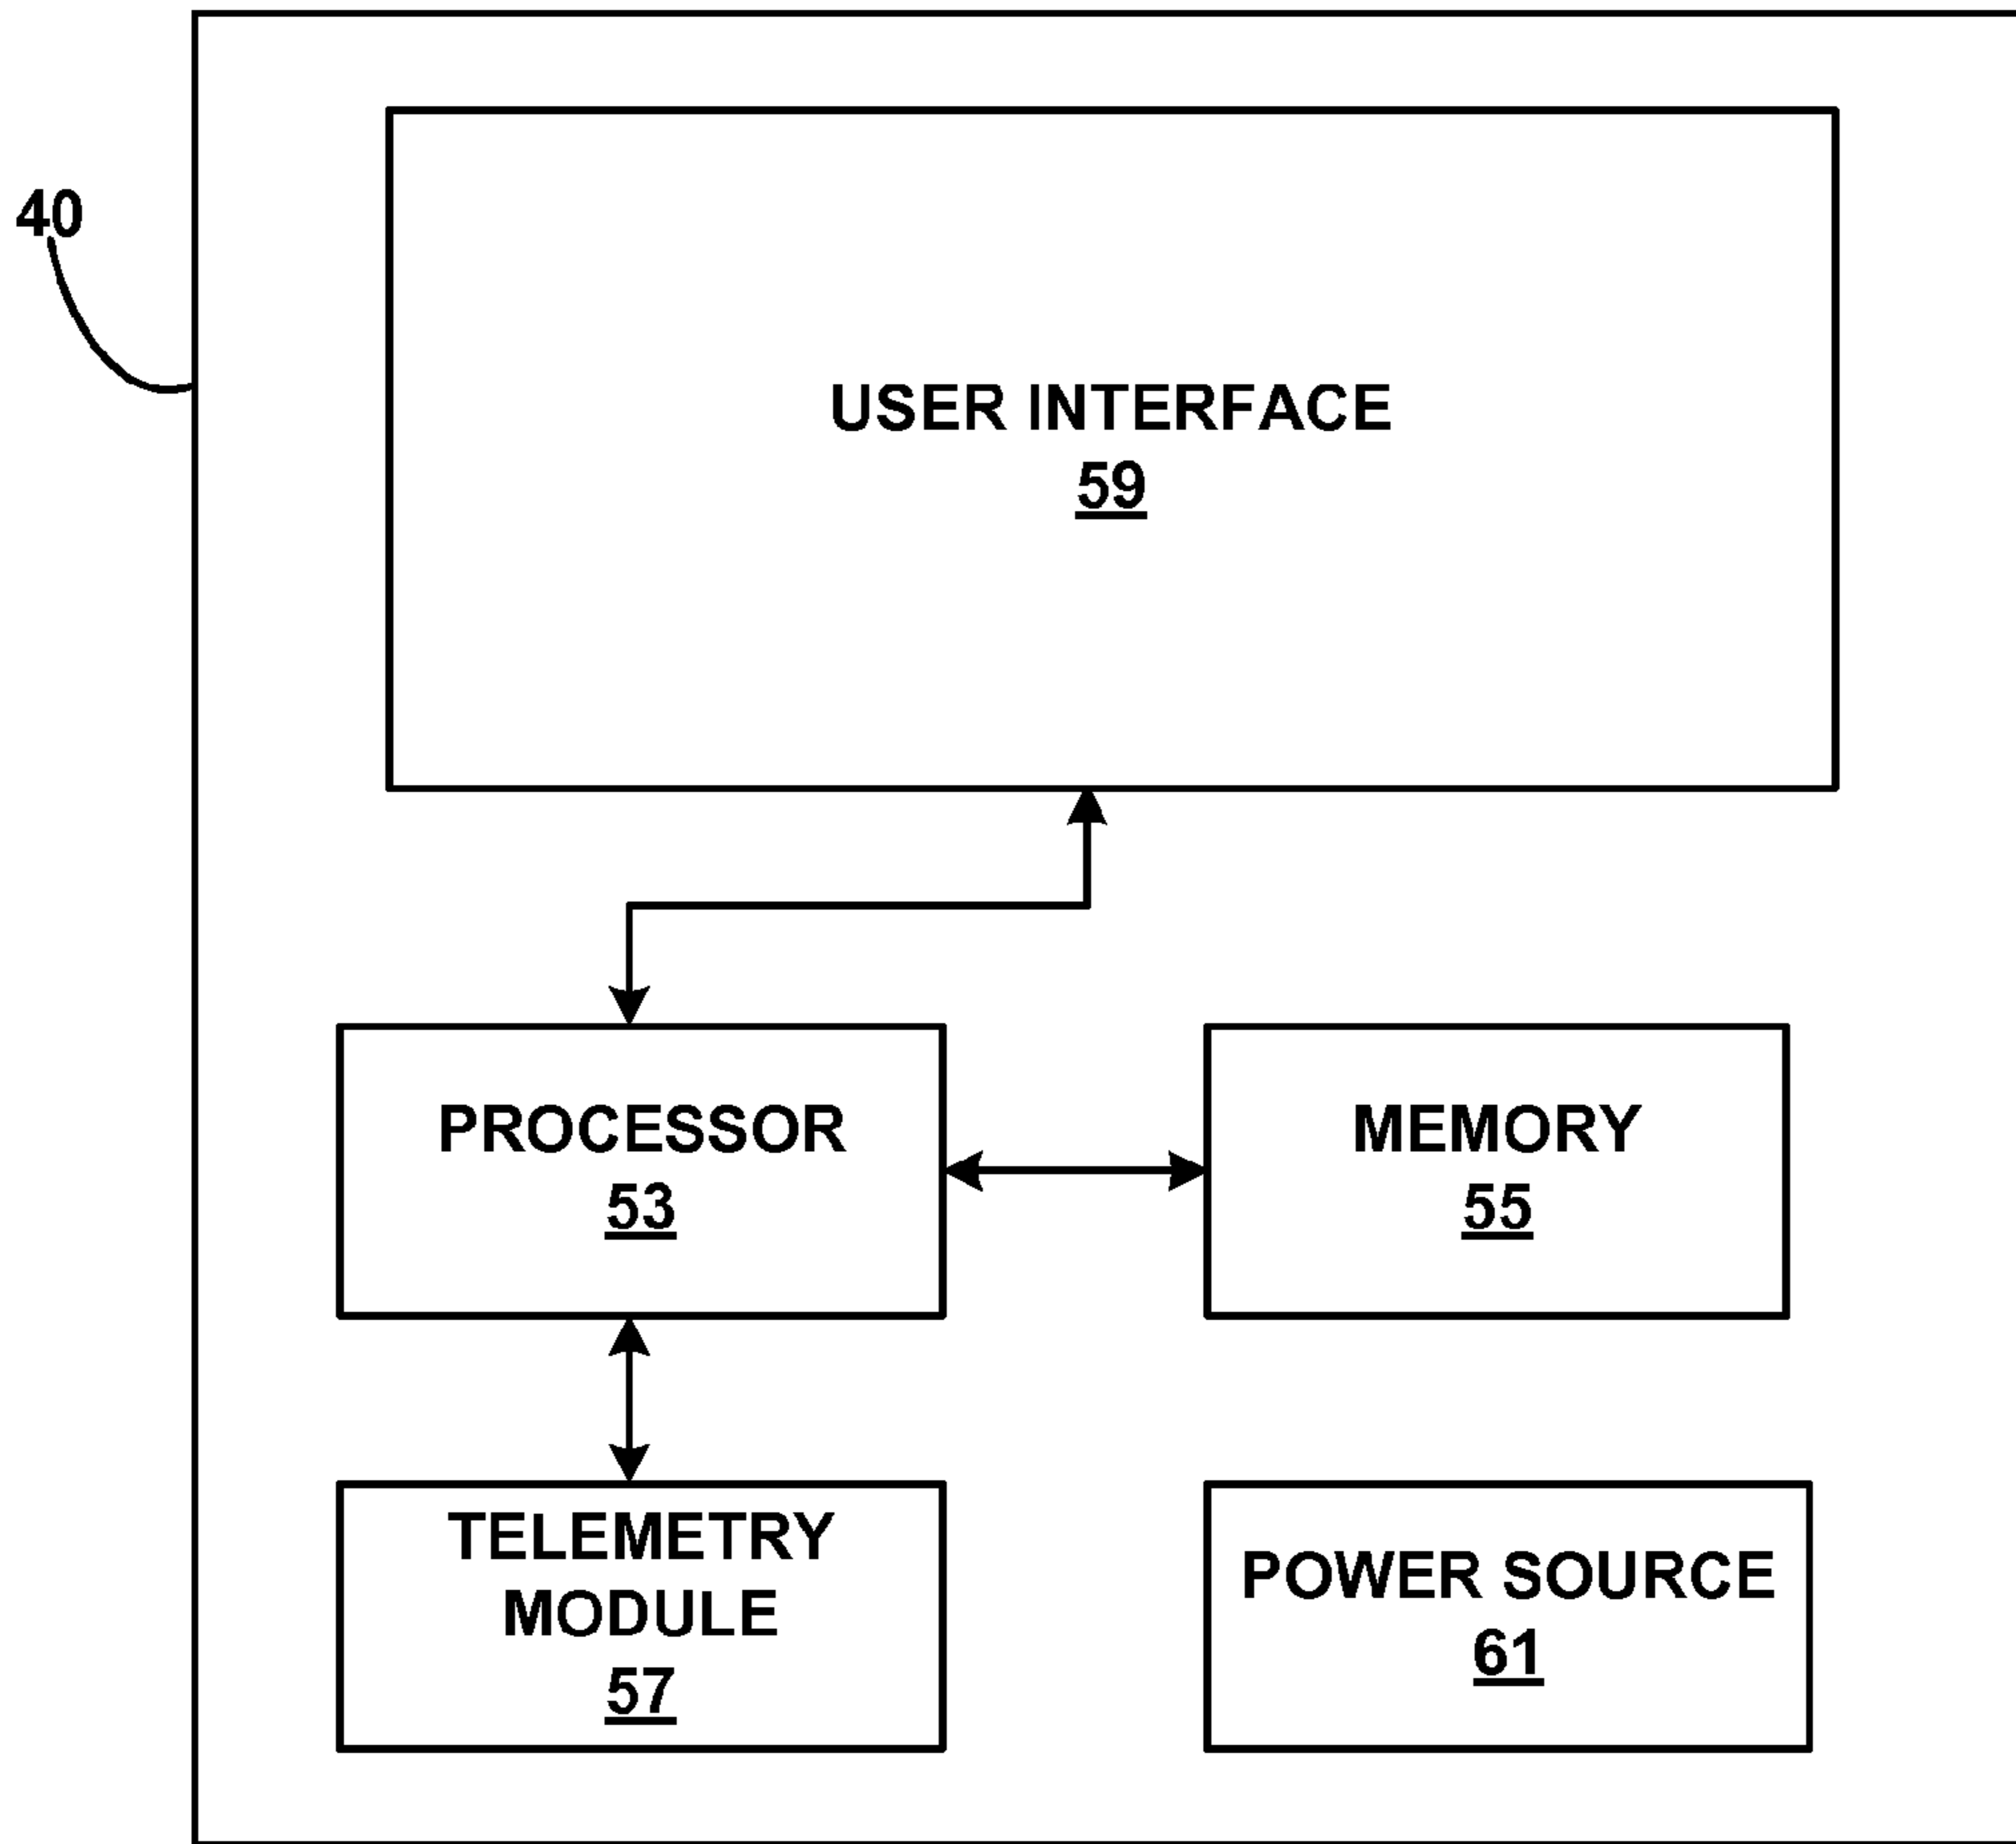 40
USER INTERFACE
59
PROCESSOR
53
MEMORY
55
TELEMETRY
MODULE
57
POWER SOURCE
61